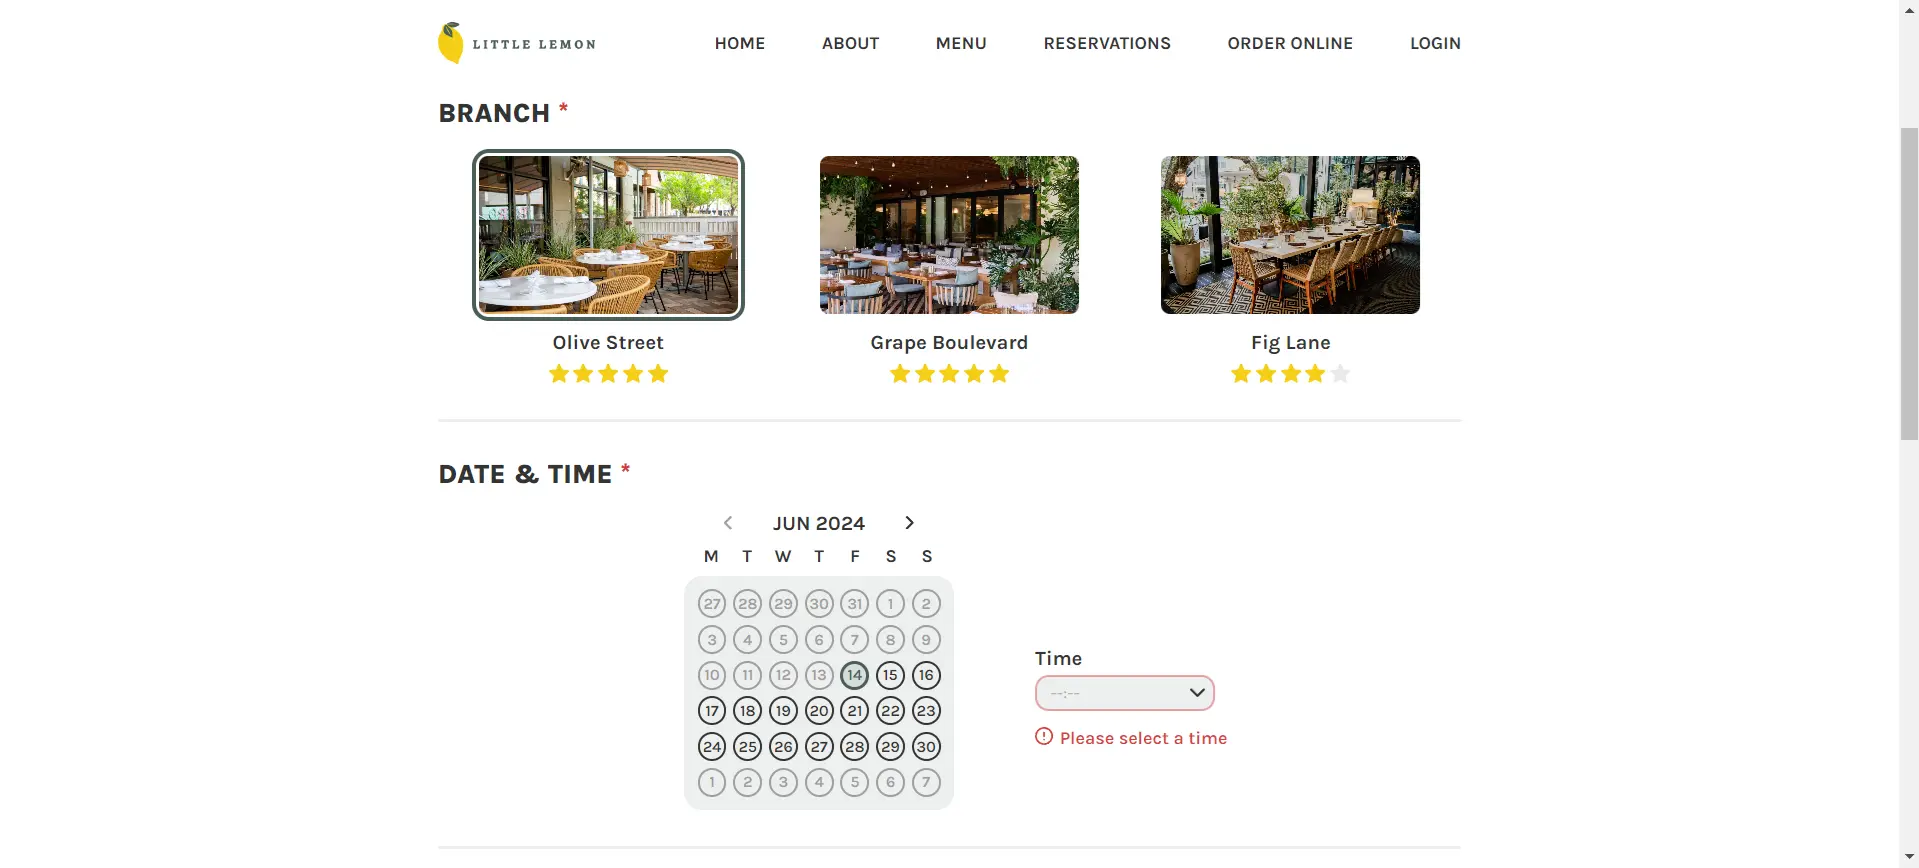 LITTLE LEMON HOME ABOUT MENU RESERVATIONS ORDER ONLINE LOGIN
BRANCH *
Olive Street Grape Boulevard Fig Lane
DATE & TIME *
JUN 2024
M T W T F S S
27 28 29 30 31 1 2
3 4 5 6 7 8 9
10 11 12 13 14 15 16
17 18 19 20 21 22 23
24 25 26 27 28 29 30
1 2 3 4 5 6 7
Time
--:--
Please select a time